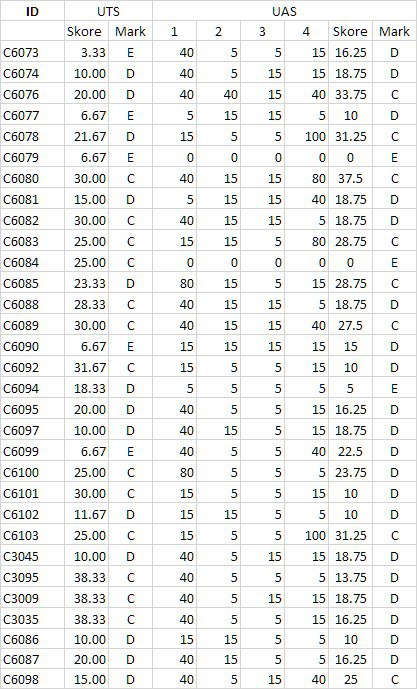 ID UTS UAS
Skore Mark 1 2 3 4 Skore Mark
C6073 3.33 E 40 5 5 15 16.25 D
C6074 10.00 D 40 5 15 15 18.75 D
C6076 20.00 D 40 40 15 40 33.75 C
C6077 6.67 E 5 15 15 5 10 D
C6078 21.67 D 15 5 5 100 31.25 C
C6079 6.67 E 0 0 0 0 0 E
C6080 30.00 C 40 15 15 80 37.5 C
C6081 15.00 D 5 15 15 40 18.75 D
C6082 30.00 C 40 15 15 5 18.75 D
C6083 25.00 C 15 15 5 80 28.75 C
C6084 25.00 C 0 0 0 0 0 E
C6085 23.33 D 80 15 5 15 28.75 C
C6088 28.33 C 40 15 15 5 18.75 D
C6089 30.00 C 40 15 15 40 27.5 C
C6090 6.67 E 15 15 15 15 15 D
C6092 31.67 C 15 5 5 15 10 D
C6094 18.33 D 5 5 5 5 5 E
C6095 20.00 D 40 5 5 15 16.25 D
C6097 10.00 D 40 15 5 15 18.75 D
C6099 6.67 E 40 5 5 40 22.5 D
C6100 25.00 C 80 5 5 5 23.75 D
C6101 30.00 C 15 5 5 15 10 D
C6102 11.67 D 15 15 5 5 10 D
C6103 25.00 C 15 5 5 100 31.25 C
C3045 10.00 D 40 5 15 15 18.75 D
C3095 38.33 C 40 5 5 5 13.75 D
C3009 38.33 C 40 5 15 15 18.75 D
C3035 38.33 C 40 5 5 15 16.25 D
C6086 10.00 D 15 15 5 5 10 D
C6087 20.00 D 40 15 5 5 16.25 D
C6098 15.00 D 40 5 15 40 25 C